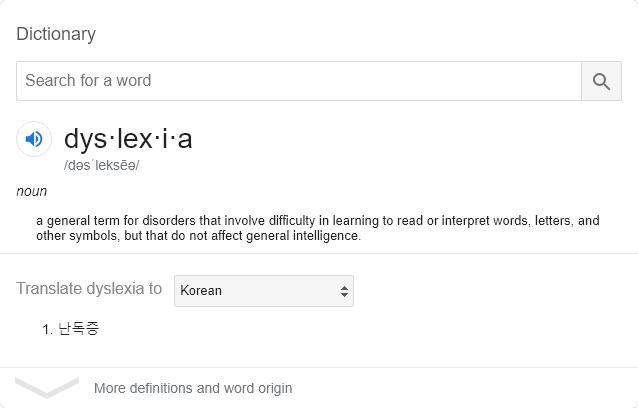 Dictionary
Search for a word
dys·lex·i·a
/dəsˈleksēə/
noun
a general term for disorders that involve difficulty in learning to read or interpret words, letters, and
other symbols, but that do not affect general intelligence.
Translate dyslexia to Korean
1. 난독증
More definitions and word origin